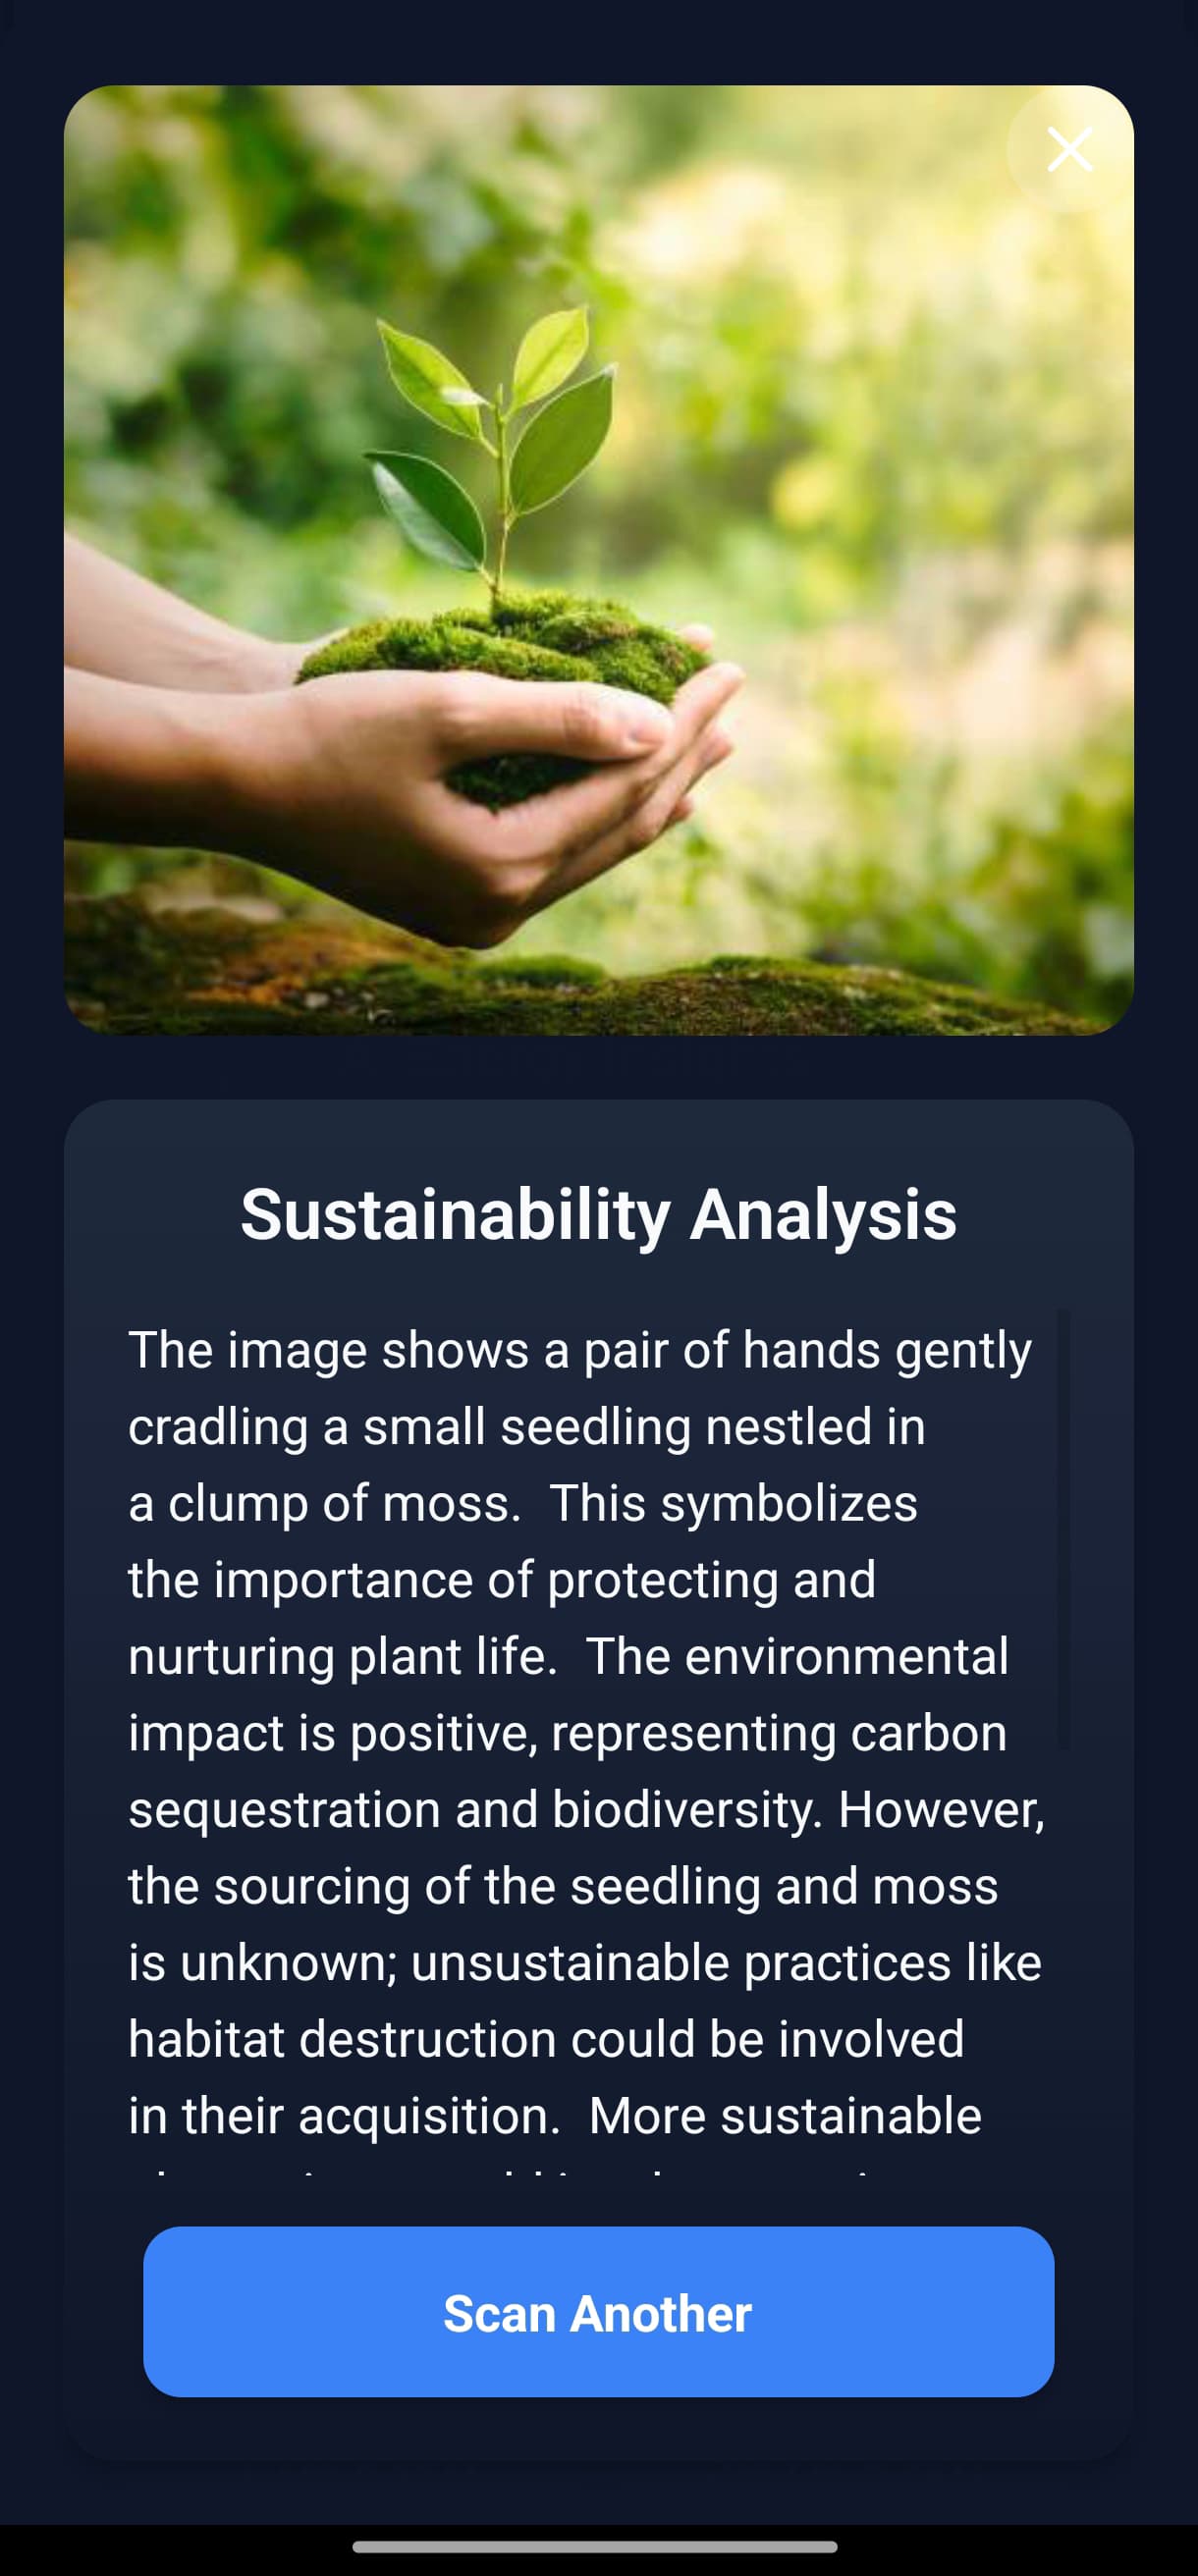 Sustainability Analysis
The image shows a pair of hands gently
cradling a small seedling nestled in
a clump of moss.  This symbolizes
the importance of protecting and
nurturing plant life.  The environmental
impact is positive, representing carbon
sequestration and biodiversity. However,
the sourcing of the seedling and moss
is unknown; unsustainable practices like
habitat destruction could be involved
in their acquisition.  More sustainable
Scan Another